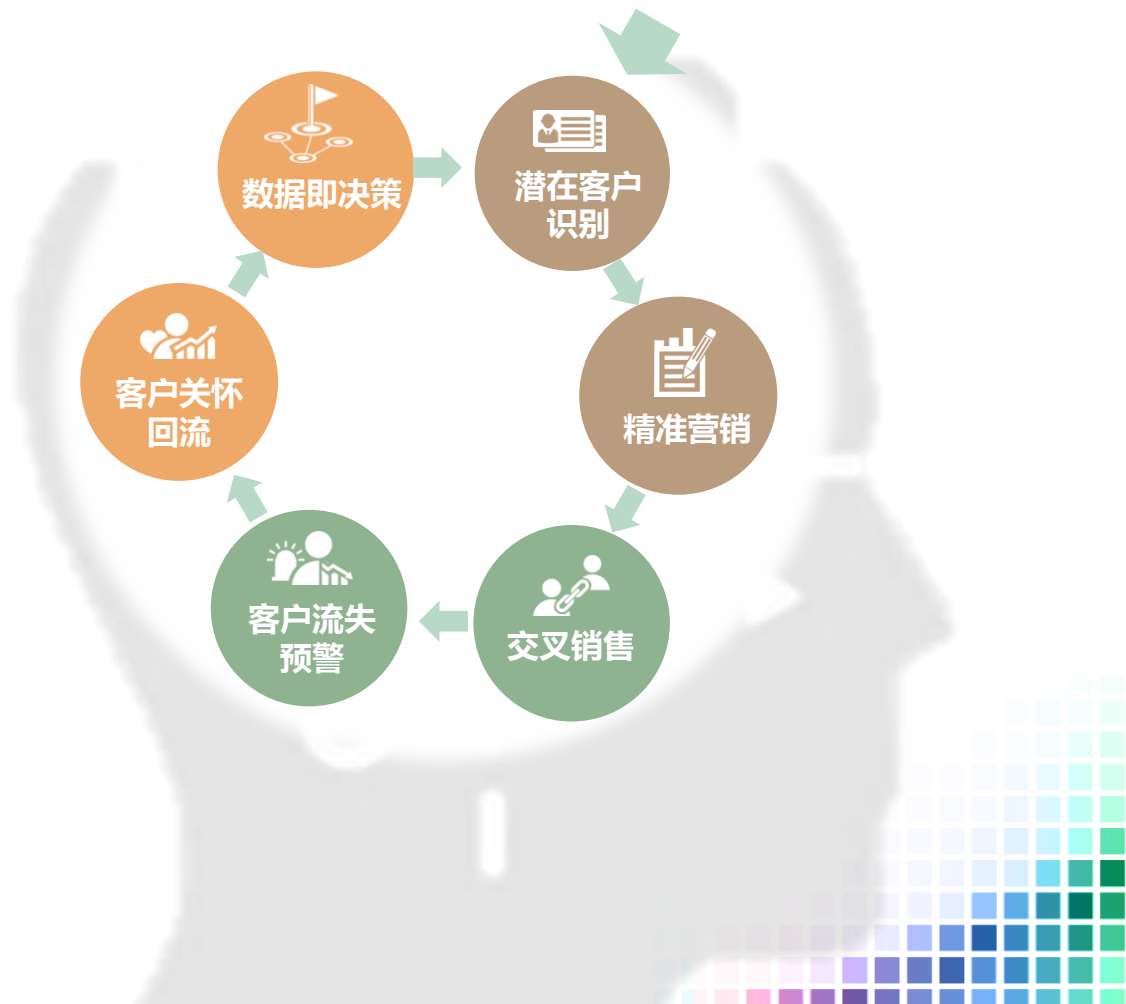 数据即决策
潜在客户
识别
精准营销
交叉销售
客户流失
预警
客户关怀
回流